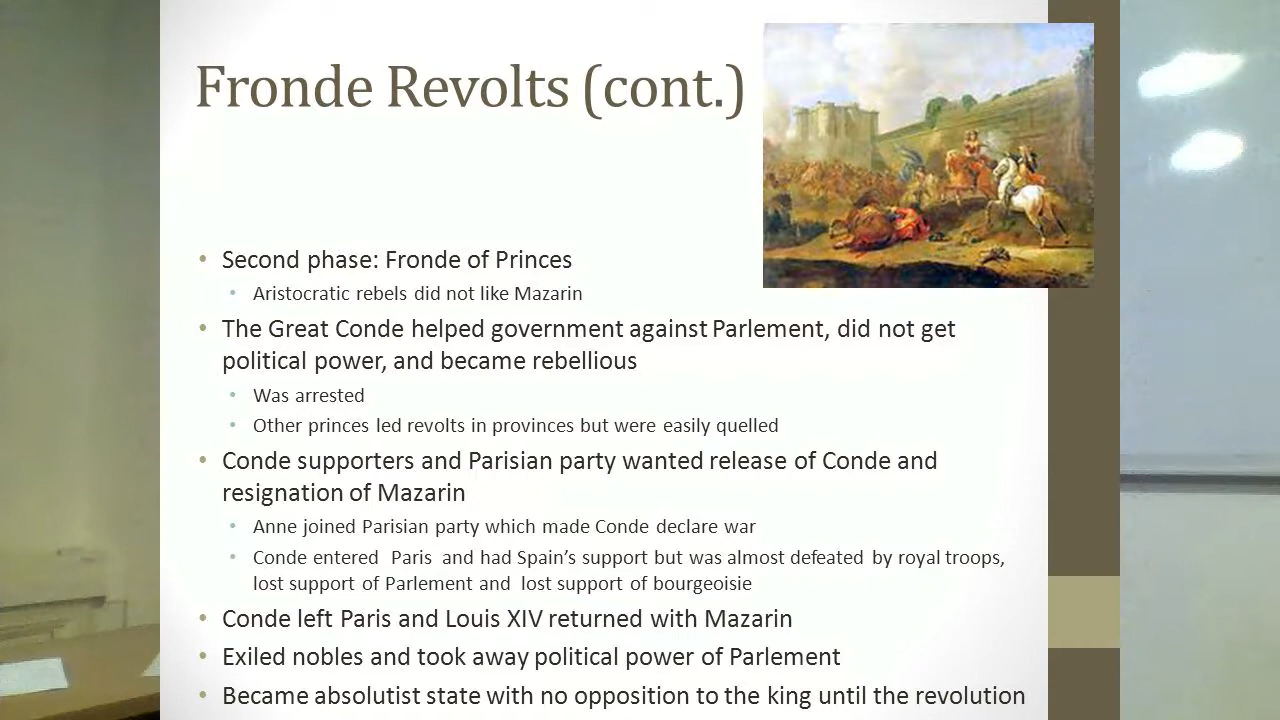 Fronde Revolts (cont.)
• Second phase: Fronde of Princes
• Aristocratic rebels did not like Mazarin
• The Great Conde helped government against Parlement, did not get
political power, and became rebellious
• Was arrested
• Other princes led revolts in provinces but were easily quelled
• Conde supporters and Parisian party wanted release of Conde and
resignation of Mazarin
• Anne joined Parisian party which made Conde declare war
• Conde entered Paris and had Spain's support but was almost defeated by royal troops,
lost support of Parlement and lost support of bourgeoisie
• Conde left Paris and Louis XIV returned with Mazarin
• Exiled nobles and took away political power of Parlement
• Became absolutist state with no opposition to the king until the revolution